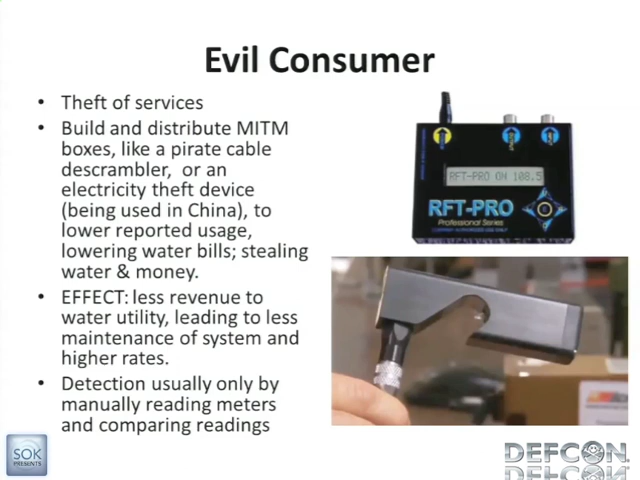 Evil Consumer
• Theft of services
• Build and distribute MITM
boxes, like a pirate cable
descrambler, or an
electricity theft device
(being used in China), to
lower reported usage,
lowering water bills; stealing
water & money.
• EFFECT: less revenue to
water utility, leading to less
maintenance of system and
higher rates.
• Detection usually only by
manually reading meters
and comparing readings
RFT-PRO ON 108.5
RFT-PRO
Professional Series
SOK
PRESENTS
DEFCON